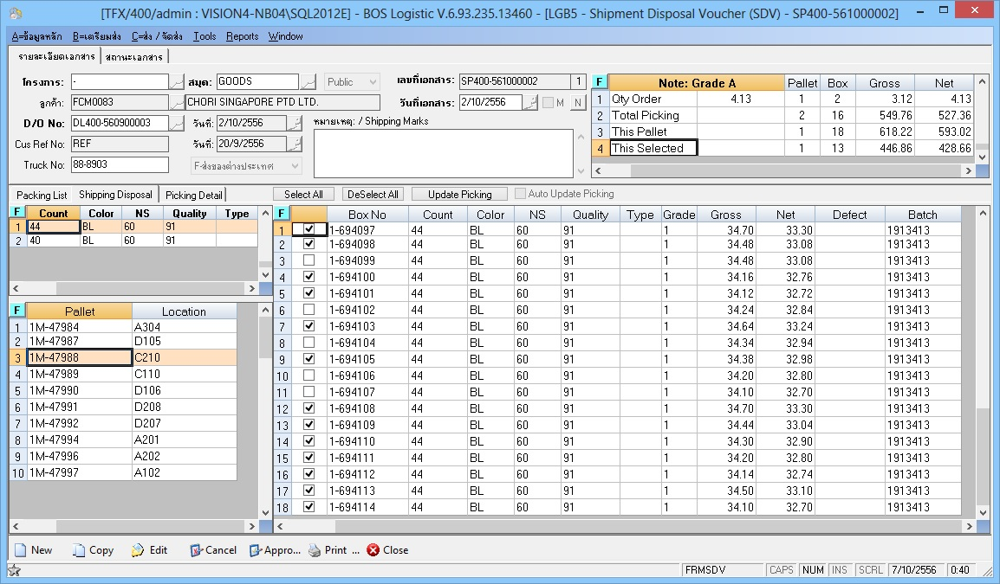 [TFX/400/admin : VISION4-NB04\SQL2012E] - BOS Logistic V.6.93.235.13460 - [LGB5 - Shipment Disposal Voucher (SDV) - SP400-561000002]
A=ข้อมูลหลัก B=เตรียมส่ง C=ส่ง / จัดส่ง Tools Reports Window
รายละเอียดเอกสาร สถานะเอกสาร
โครงการ: - สมุด: GOODS Public เลขที่เอกสาร: SP400-561000002 1
ลูกค้า: FCM0083 CHORI SINGAPORE PTD LTD. วันที่เอกสาร: 2/10/2556 M N
D/O No: DL400-560900003 วันที่: 2/10/2556 หมายเหตุ: / Shipping Marks
Cus Ref No: REF วันที่: 20/9/2556
Truck No: 88-8903 F-ส่งของต่างประเทศ
F Note: Grade A Pallet Box Gross Net
1 Qty Order 4.13 1 2 3.12 4.13
2 Total Picking 2 16 549.76 527.36
3 This Pallet 1 18 618.22 593.02
4 This Selected 1 13 446.86 428.66
Packing List Shipping Disposal Picking Detail Select All DeSelect All Update Picking Auto Update Picking
F Count Color NS Quality Type
1 44 BL 60 91
2 40 BL 60 91
F Pallet Location
1 1M-47984 A304
2 1M-47987 D105
3 1M-47988 C210
4 1M-47989 C110
5 1M-47990 D106
6 1M-47991 D208
7 1M-47992 D207
8 1M-47994 A201
9 1M-47996 A202
10 1M-47997 A102
F Box No Count Color NS Quality Type Grade Gross Net Defect Batch
1 1-694097 44 BL 60 91 1 34.70 33.30 1913413
2 1-694098 44 BL 60 91 1 34.48 33.08 1913413
3 1-694099 44 BL 60 91 1 34.48 33.08 1913413
4 1-694100 44 BL 60 91 1 34.16 32.76 1913413
5 1-694101 44 BL 60 91 1 34.12 32.72 1913413
6 1-694102 44 BL 60 91 1 34.24 32.84 1913413
7 1-694103 44 BL 60 91 1 34.64 33.24 1913413
8 1-694104 44 BL 60 91 1 34.34 32.94 1913413
9 1-694105 44 BL 60 91 1 34.38 32.98 1913413
10 1-694106 44 BL 60 91 1 34.20 32.80 1913413
11 1-694107 44 BL 60 91 1 34.10 32.70 1913413
12 1-694108 44 BL 60 91 1 34.70 33.30 1913413
13 1-694109 44 BL 60 91 1 34.44 33.04 1913413
14 1-694110 44 BL 60 91 1 34.30 32.90 1913413
15 1-694111 44 BL 60 91 1 34.20 32.80 1913413
16 1-694112 44 BL 60 91 1 34.14 32.74 1913413
17 1-694113 44 BL 60 91 1 34.50 33.10 1913413
18 1-694114 44 BL 60 91 1 34.10 32.70 1913413
New Copy Edit Cancel Appro... Print ... Close
FRMSDV CAPS NUM INS SCRL 7/10/2556 0:40